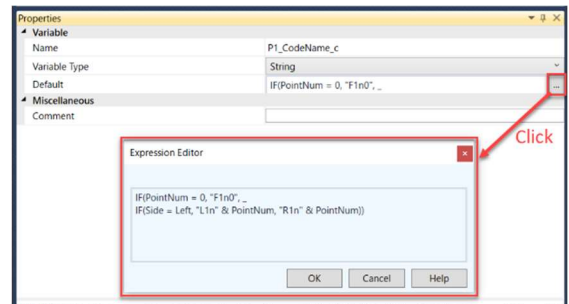 Properties
Variable
Name P1_CodeName_c
Variable Type String
Default IF(PointNum = 0, "F1n0", _ ...
Miscellaneous
Comment
Click
Expression Editor
IF(PointNum = 0, "F1n0", _
IF(Side = Left, "L1n" & PointNum, "R1n" & PointNum))
OK Cancel Help